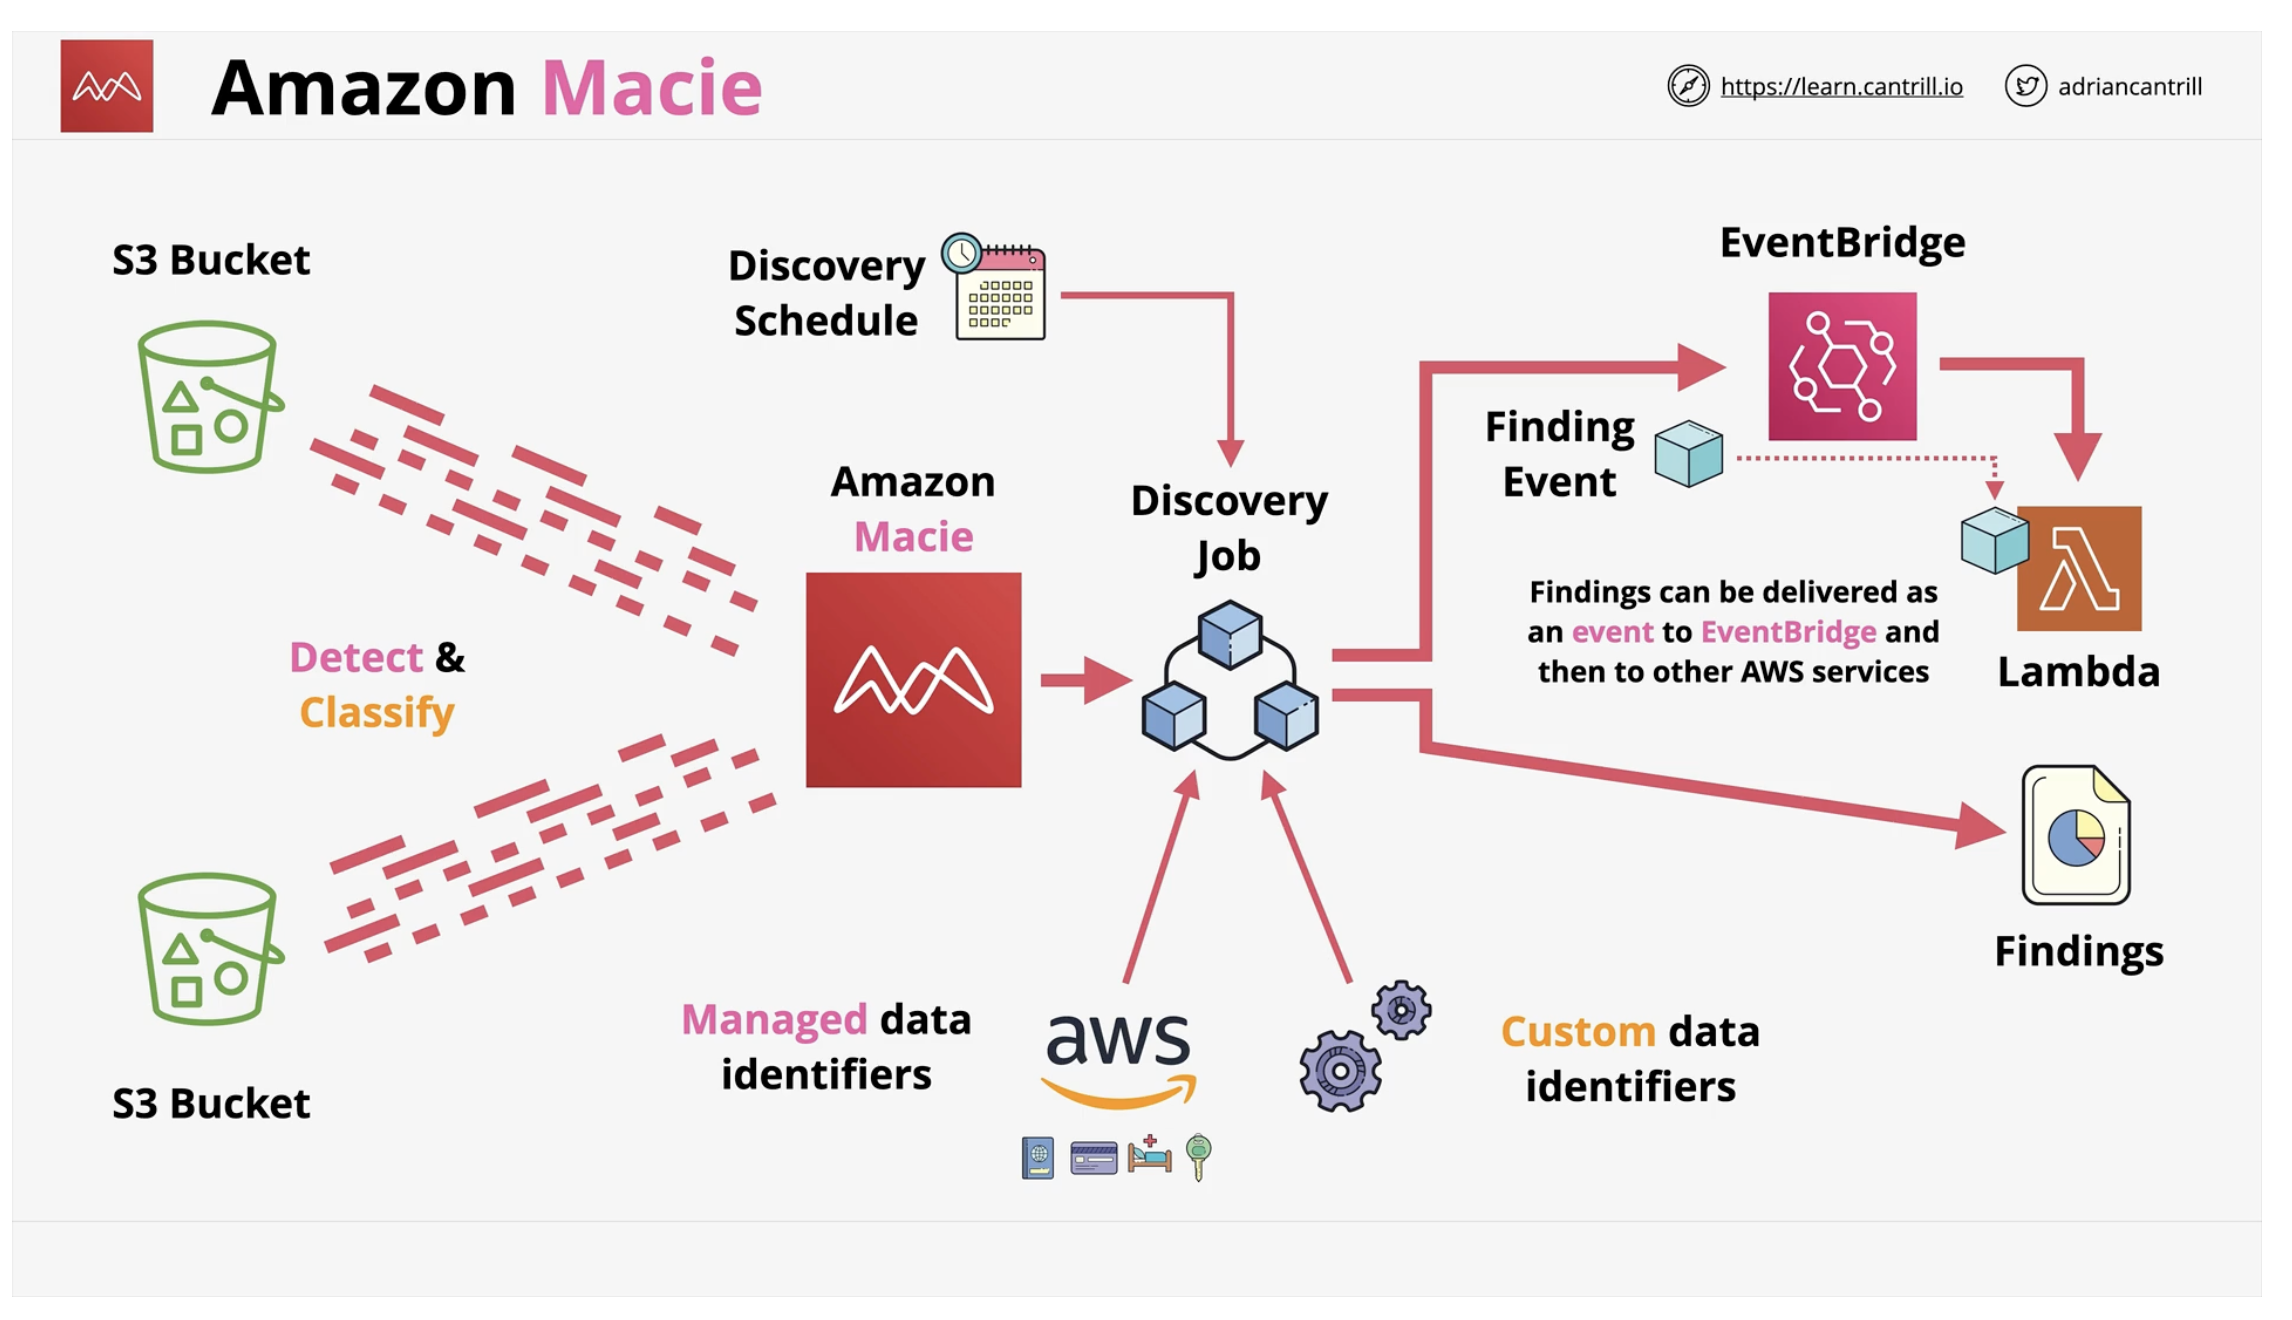 Amazon Macie
https://learn.cantrill.io
adriancantrill
S3 Bucket
Discovery
Schedule
EventBridge
Finding
Event
Amazon
Macie
Discovery
Job
Findings can be delivered as
an event to EventBridge and
then to other AWS services
Lambda
Detect &
Classify
Findings
Managed data
identifiers
aws
Custom data
identifiers
S3 Bucket